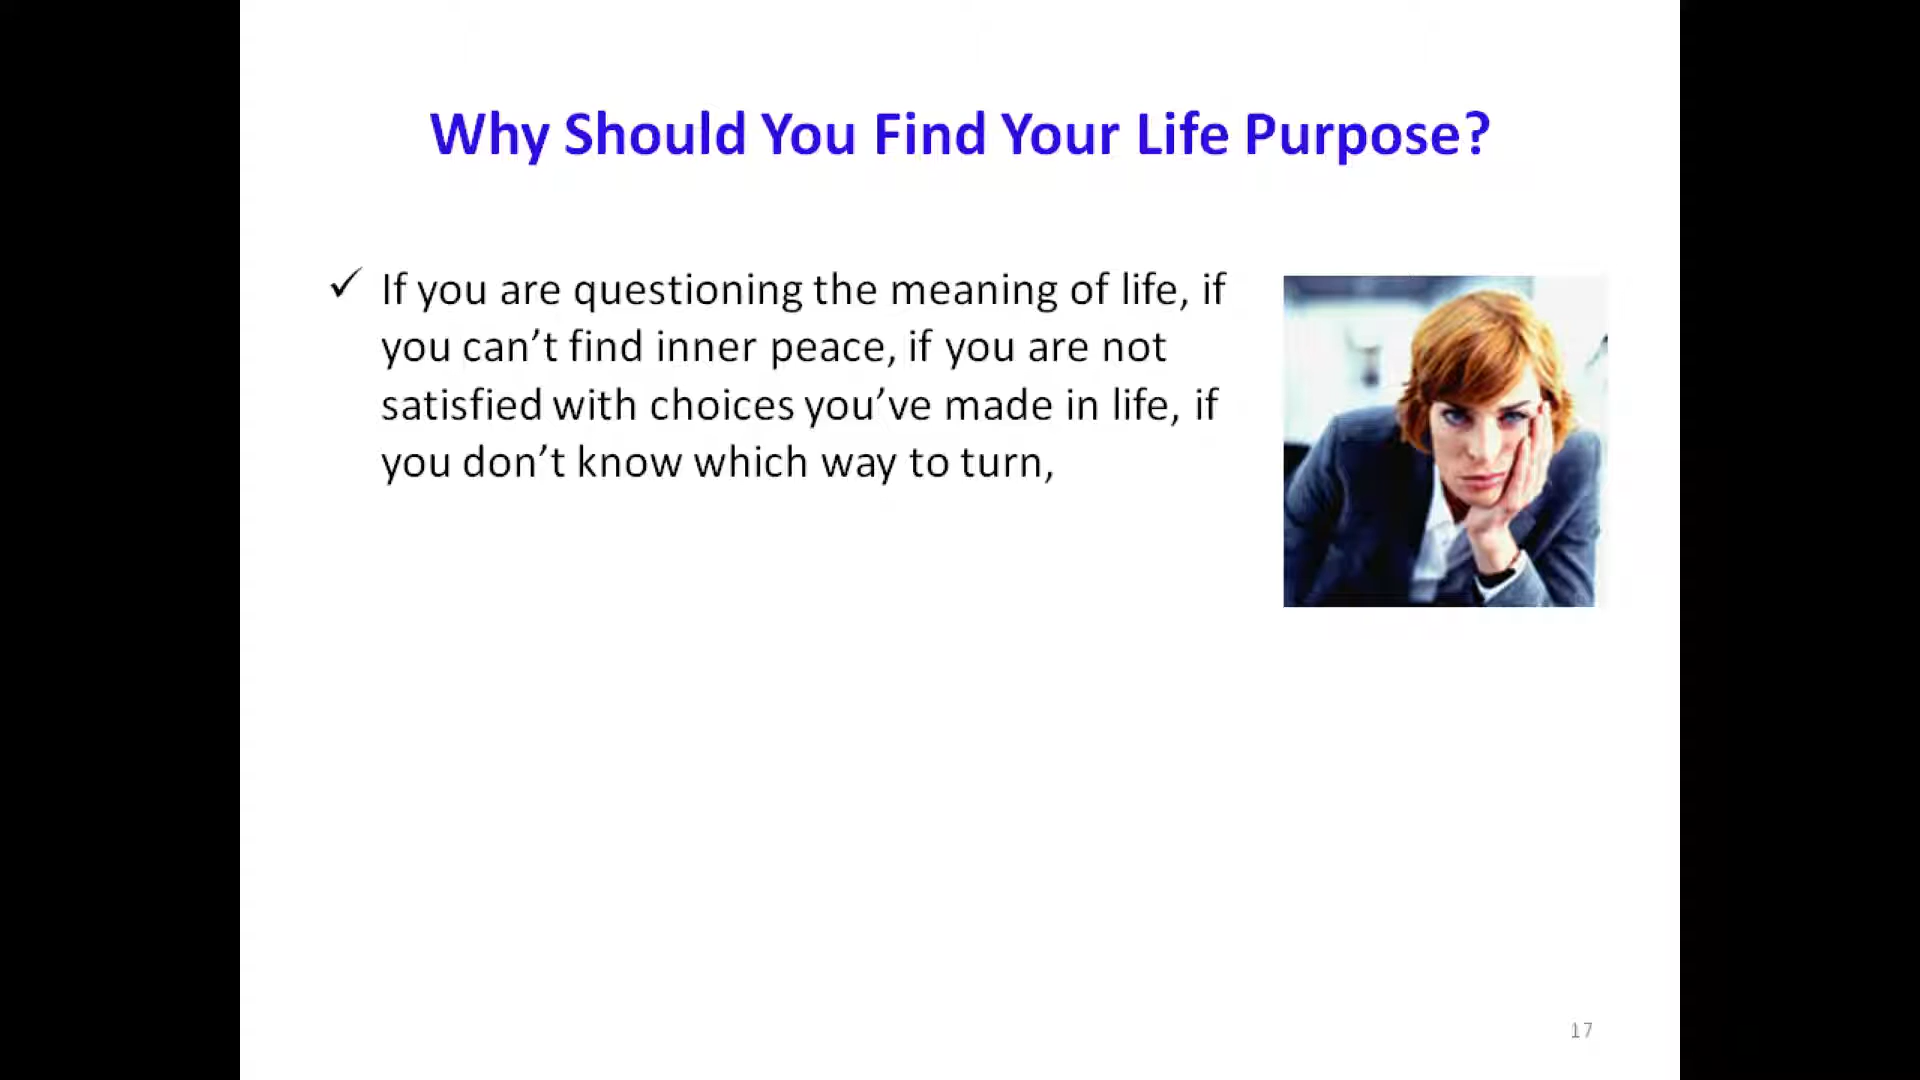 Why Should You Find Your Life Purpose?
✓ If you are questioning the meaning of life, if
you can’t find inner peace, if you are not
satisfied with choices you’ve made in life, if
you don’t know which way to turn,
17